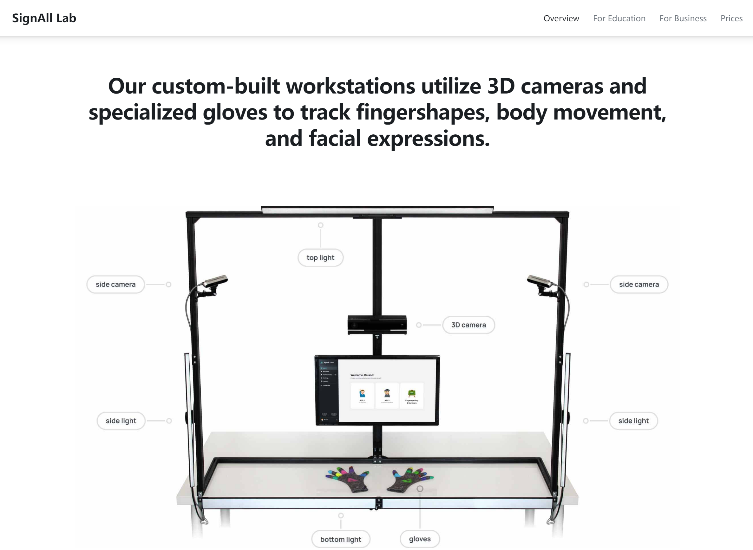 SignAll Lab
Overview For Education For Business Prices
Our custom-built workstations utilize 3D cameras and
specialized gloves to track fingershapes, body movement,
and facial expressions.
top light
side camera
side camera
3D camera
side light
side light
bottom light
gloves